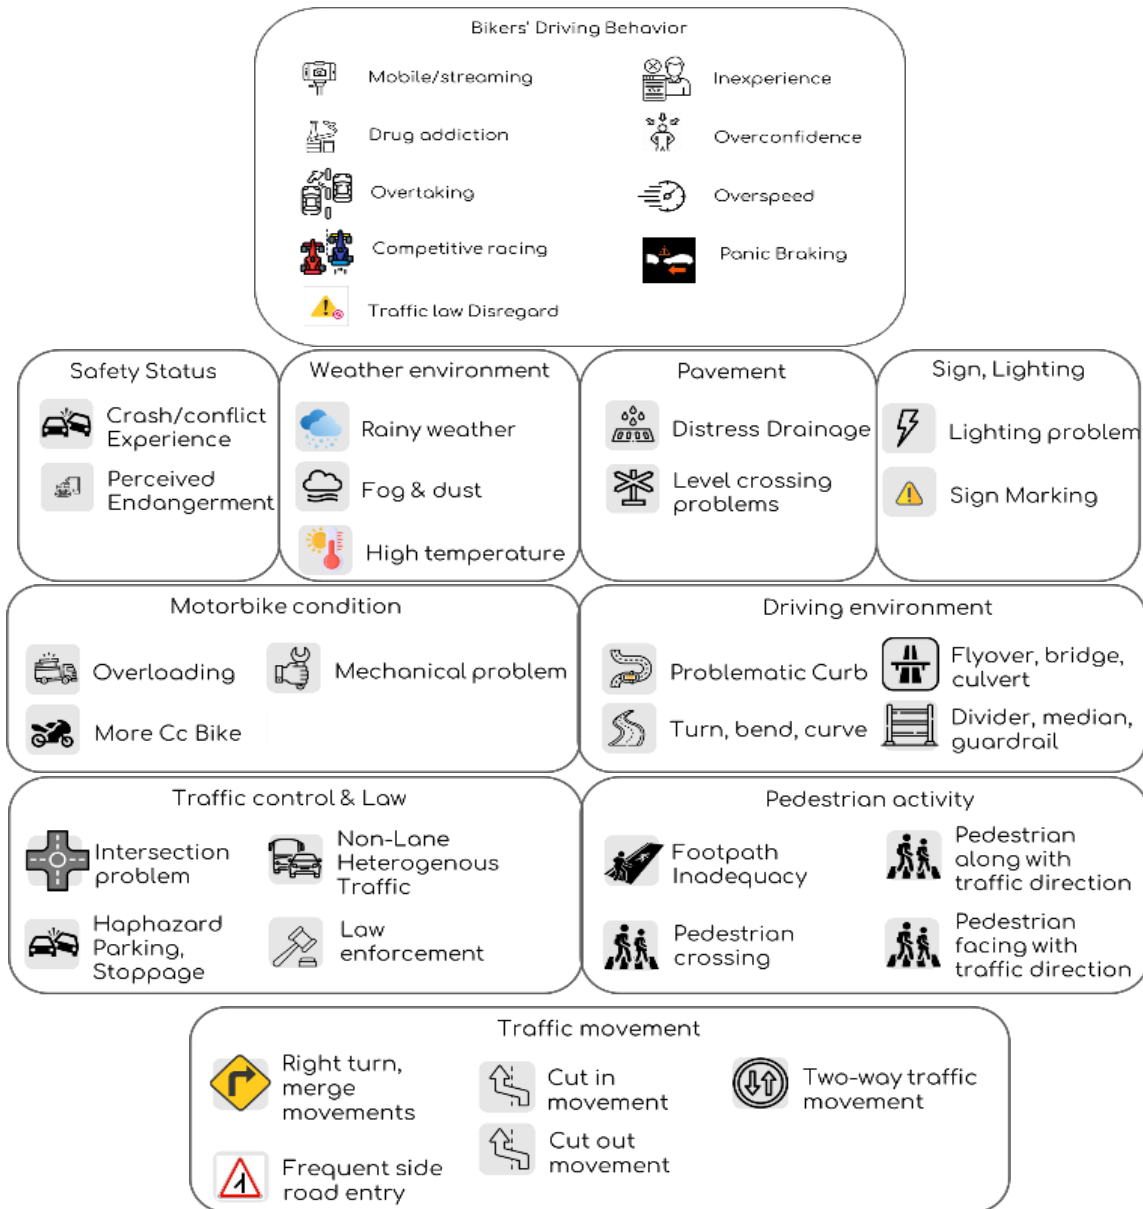 Bikers' Driving Behavior
Mobile/streaming
Inexperience
Drug addiction
Overconfidence
Overtaking
Overspeed
Competitive racing
Panic Braking
Traffic law Disregard
Safety Status
Crash/conflict
Experience
Perceived
Endangerment
Weather environment
Rainy weather
Fog & dust
High temperature
Pavement
Distress Drainage
Level crossing
problems
Sign, Lighting
Lighting problem
Sign Marking
Motorbike condition
Overloading
Mechanical problem
More Cc Bike
Driving environment
Problematic Curb
Flyover, bridge,
culvert
Turn, bend, curve
Divider, median,
guardrail
Traffic control & Law
Intersection
problem
Non-Lane
Heterogenous
Traffic
Haphazard
Parking,
Stoppage
Law
enforcement
Pedestrian activity
Footpath
Inadequacy
Pedestrian
along with
traffic direction
Pedestrian
crossing
Pedestrian
facing with
traffic direction
Traffic movement
Right turn,
merge
movements
Cut in
movement
Two-way traffic
movement
Frequent side
road entry
Cut out
movement